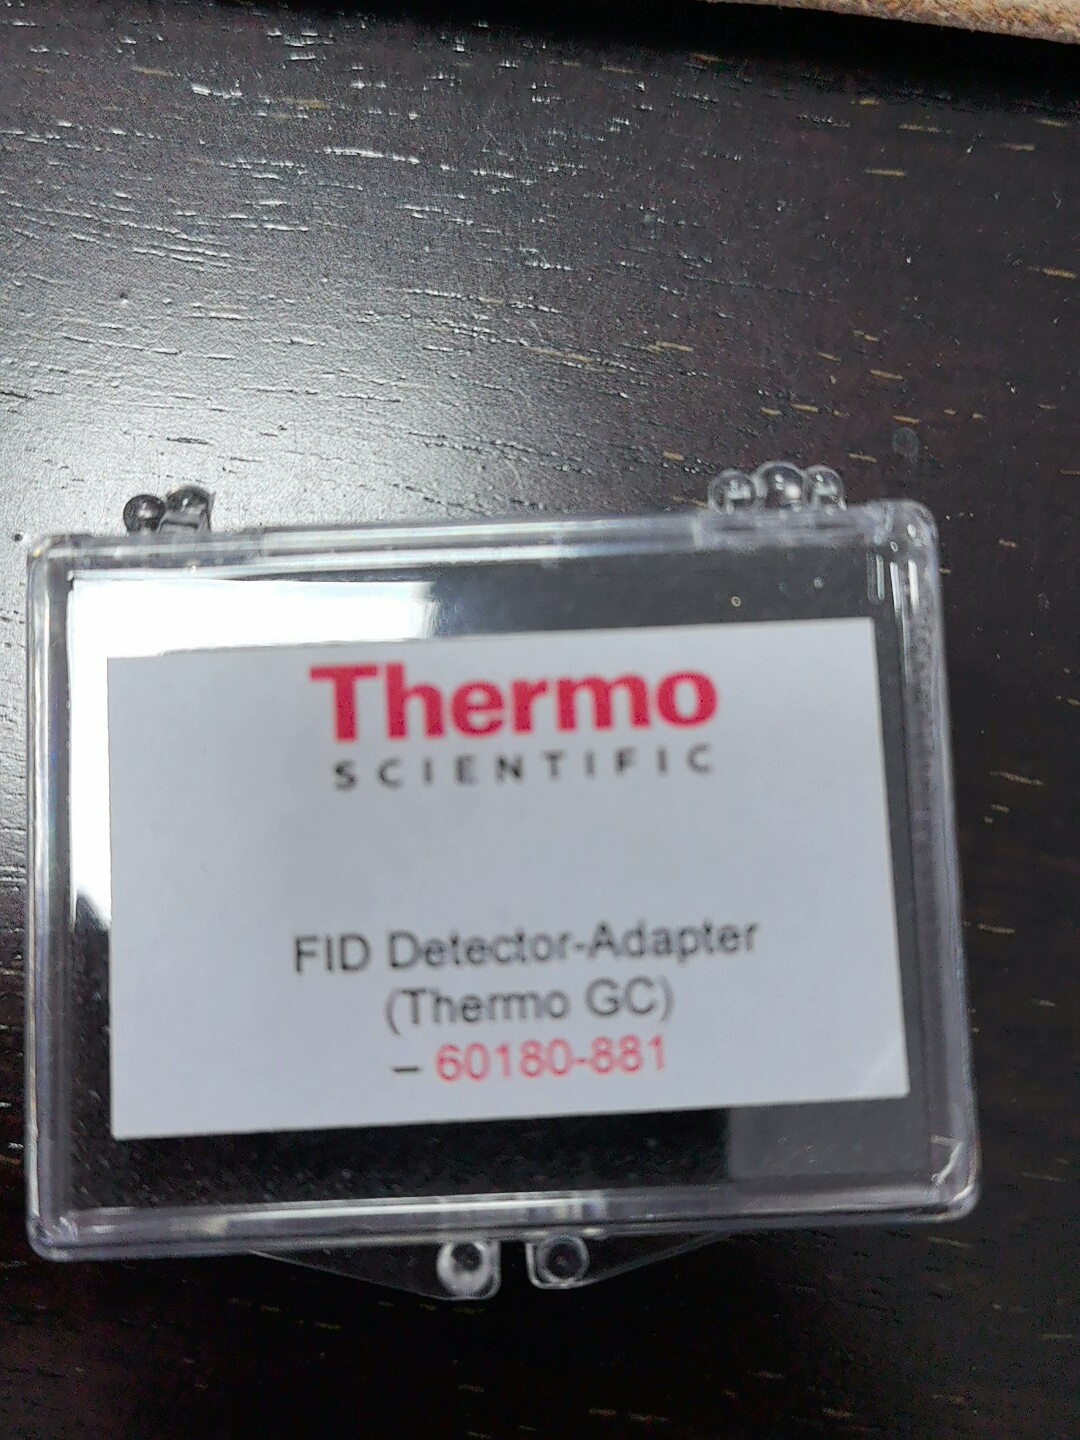 Thermo
SCIENTIFIC
FID Detector-Adapter
(Thermo GC)
– 60180-881